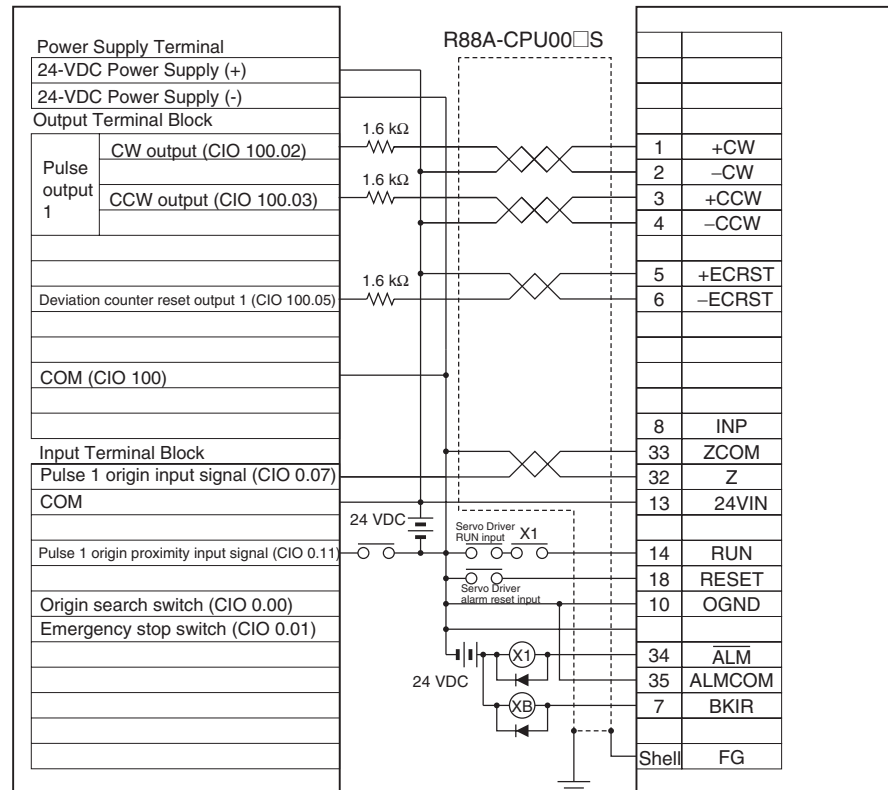 R88A-CPU00□S
Power Supply Terminal
24-VDC Power Supply (+)
24-VDC Power Supply (-)
Output Terminal Block
Pulse output 1
CW output (CIO 100.02)
CCW output (CIO 100.03)
Deviation counter reset output 1 (CIO 100.05)
COM (CIO 100)
Input Terminal Block
Pulse 1 origin input signal (CIO 0.07)
COM
Pulse 1 origin proximity input signal (CIO 0.11)
Origin search switch (CIO 0.00)
Emergency stop switch (CIO 0.01)
1.6 kΩ
1.6 kΩ
1.6 kΩ
24 VDC
Servo Driver
RUN input
X1
Servo Driver
alarm reset input
24 VDC
X1
XB
1 +CW
2 −CW
3 +CCW
4 −CCW
5 +ECRST
6 −ECRST
8 INP
33 ZCOM
32 Z
13 24VIN
14 RUN
18 RESET
10 OGND
34 A̅L̅M̅
35 ALMCOM
7 BKIR
Shell FG